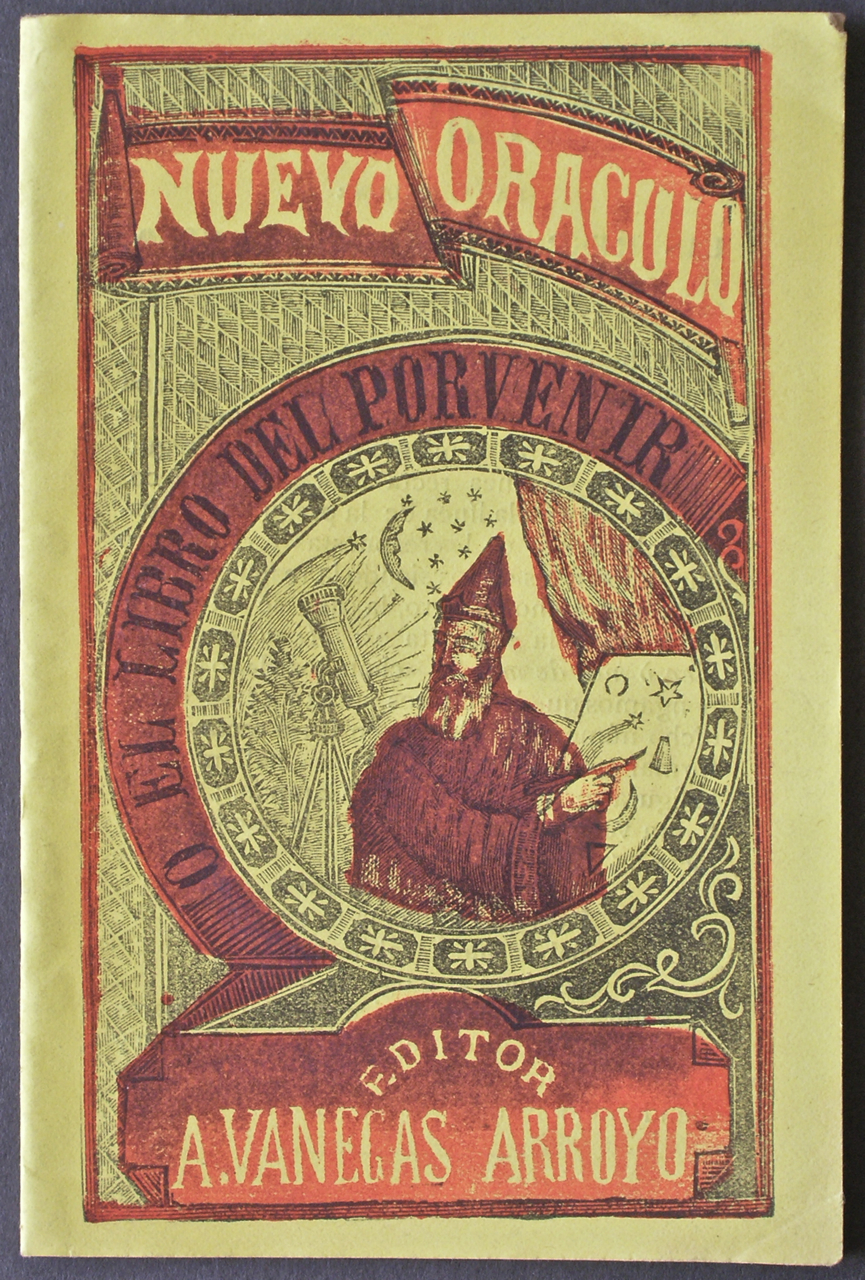 NUEVO ORACULO
O EL LIBRO DEL PORVENIR
EDITOR
A. VANEGAS ARROYO